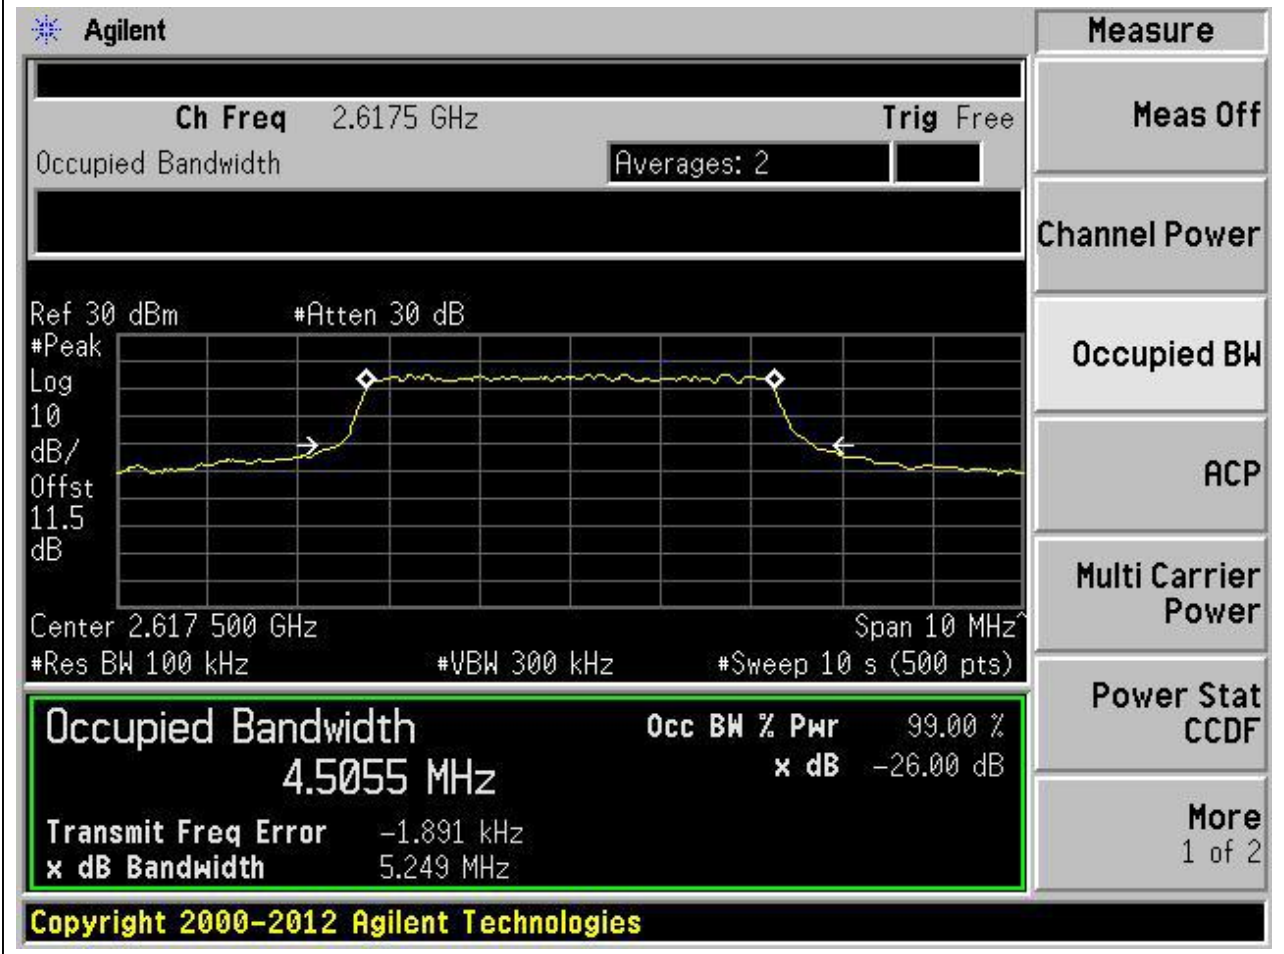 Agilent
Measure
Ch Freq 2.6175 GHz Trig Free
Occupied Bandwidth Averages: 2
Ref 30 dBm #Atten 30 dB
#Peak
Log
10
dB/
Offst
11.5
dB
Center 2.617 500 GHz Span 10 MHz^
#Res BW 100 kHz #VBW 300 kHz #Sweep 10 s (500 pts)
Occupied Bandwidth Occ BW % Pwr 99.00 %
4.5055 MHz x dB -26.00 dB
Transmit Freq Error -1.891 kHz
x dB Bandwidth 5.249 MHz
Meas Off
Channel Power
Occupied BW
ACP
Multi Carrier
Power
Power Stat
CCDF
More
1 of 2
Copyright 2000-2012 Agilent Technologies